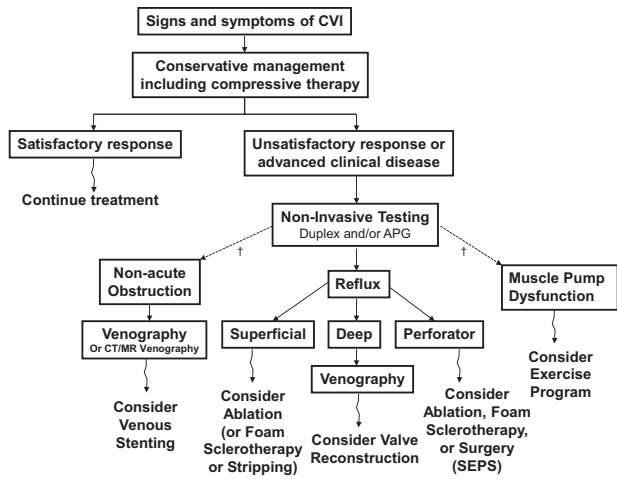 Signs and symptoms of CVI
Conservative management
including compressive therapy
Satisfactory response
Unsatisfactory response or
advanced clinical disease
Continue treatment
Non-Invasive Testing
Duplex and/or APG
†
†
Non-acute
Obstruction
Reflux
Muscle Pump
Dysfunction
Venography
Or CT/MR Venography
Superficial
Deep
Perforator
Venography
Consider
Exercise
Program
Consider
Venous
Stenting
Consider
Ablation
(or Foam
Sclerotherapy
or Stripping)
Consider Valve
Reconstruction
Consider
Ablation, Foam
Sclerotherapy,
or Surgery
(SEPS)